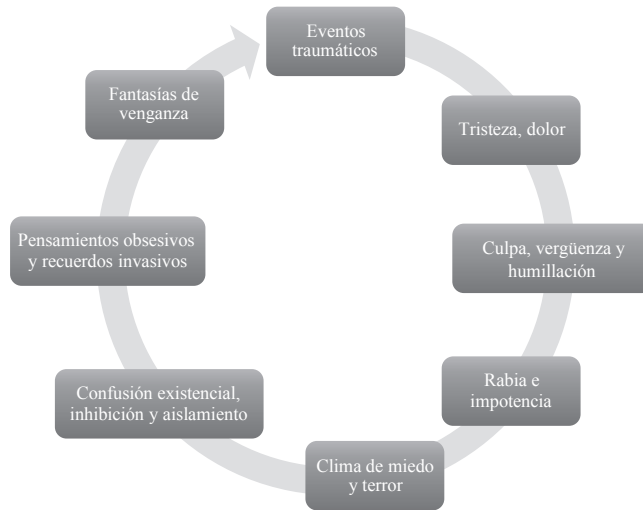 Eventos
traumáticos
Tristeza, dolor
Culpa, vergüenza y
humillación
Rabia e
impotencia
Clima de miedo
y terror
Confusión existencial,
inhibición y aislamiento
Pensamientos obsesivos
y recuerdos invasivos
Fantasías de
venganza